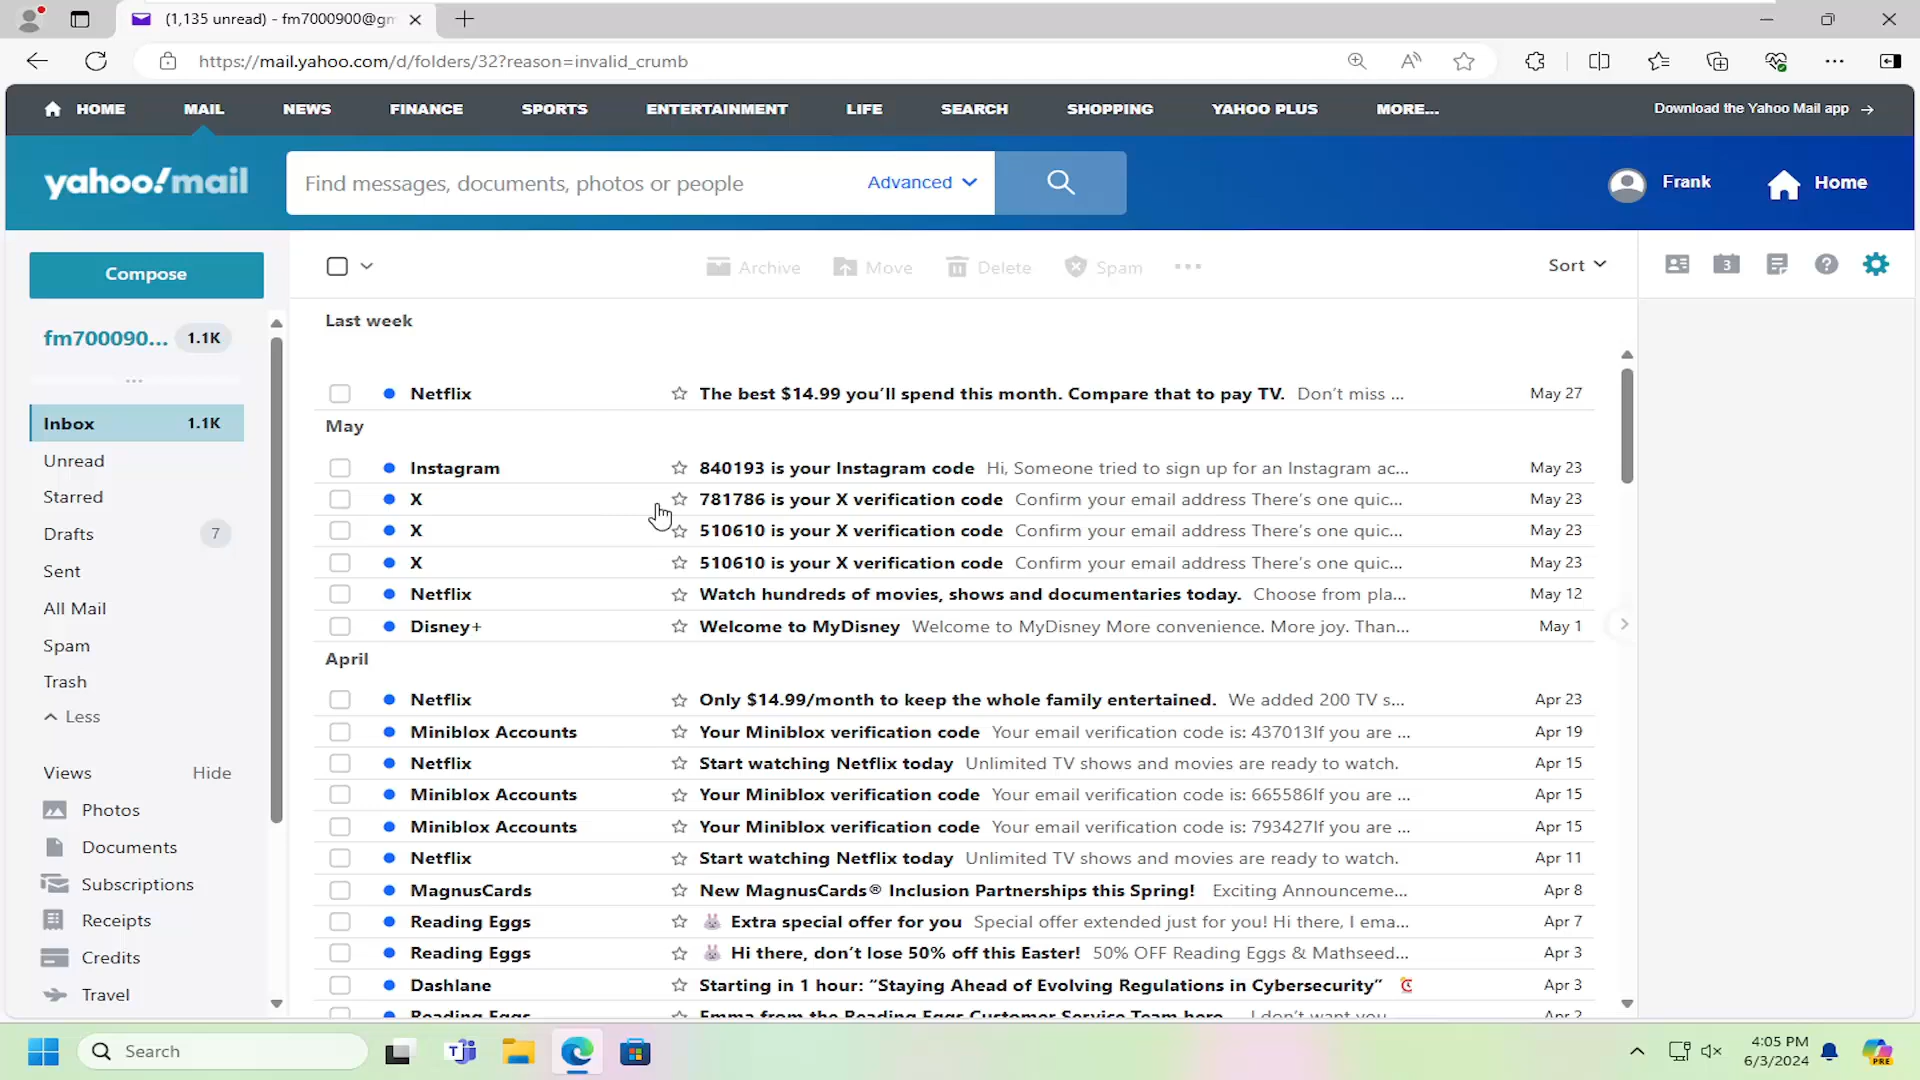 (1,135 unread) - fm7000900@gm
https://mail.yahoo.com/d/folders/32?reason=invalid_crumb
HOME MAIL NEWS FINANCE SPORTS ENTERTAINMENT LIFE SEARCH SHOPPING YAHOO PLUS MORE... Download the Yahoo Mail app →
yahoo!mail Find messages, documents, photos or people Advanced Frank Home
Compose Archive Move Delete Spam ... Sort 3
fm700090... 1.1K
...
Inbox 1.1K
Unread
Starred
Drafts 7
Sent
All Mail
Spam
Trash
Less
Views Hide
Photos
Documents
Subscriptions
Receipts
Credits
Travel
Last week
Netflix The best $14.99 you’ll spend this month. Compare that to pay TV. Don’t miss ... May 27
May
Instagram 840193 is your Instagram code Hi, Someone tried to sign up for an Instagram ac... May 23
X 781786 is your X verification code Confirm your email address There’s one quic... May 23
X 510610 is your X verification code Confirm your email address There’s one quic... May 23
X 510610 is your X verification code Confirm your email address There’s one quic... May 23
Netflix Watch hundreds of movies, shows and documentaries today. Choose from pla... May 12
Disney+ Welcome to MyDisney Welcome to MyDisney More convenience. More joy. Than... May 1
April
Netflix Only $14.99/month to keep the whole family entertained. We added 200 TV s... Apr 23
Miniblox Accounts Your Miniblox verification code Your email verification code is: 437013If you are ... Apr 19
Netflix Start watching Netflix today Unlimited TV shows and movies are ready to watch. Apr 15
Miniblox Accounts Your Miniblox verification code Your email verification code is: 665586If you are ... Apr 15
Miniblox Accounts Your Miniblox verification code Your email verification code is: 793427If you are ... Apr 15
Netflix Start watching Netflix today Unlimited TV shows and movies are ready to watch. Apr 11
MagnusCards New MagnusCards® Inclusion Partnerships this Spring! Exciting Announceme... Apr 8
Reading Eggs 🐰 Extra special offer for you Special offer extended just for you! Hi there, I ema... Apr 7
Reading Eggs 🐰 Hi there, don’t lose 50% off this Easter! 50% OFF Reading Eggs & Mathseed... Apr 3
Dashlane Starting in 1 hour: “Staying Ahead of Evolving Regulations in Cybersecurity” Apr 3
Reading Eggs Emma from the Reading Eggs Customer Service Team here. I don’t want you Apr 2
Search 4:05 PM
6/3/2024 PRE